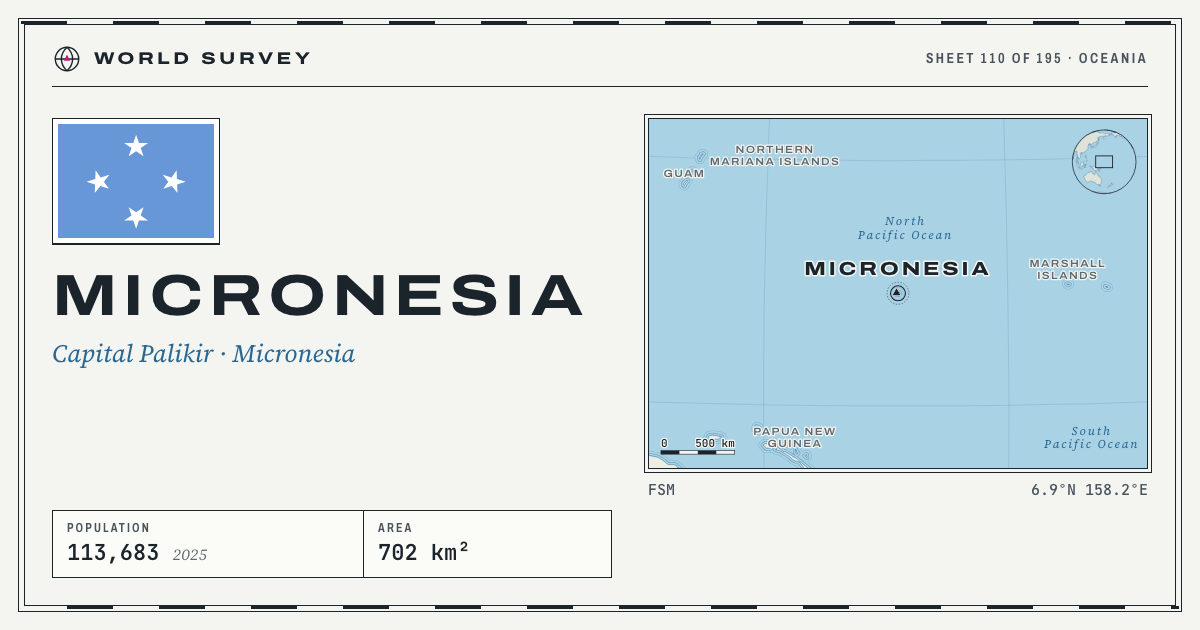 WORLD SURVEY
SHEET 110 OF 195 · OCEANIA
MICRONESIA
Capital Palikir · Micronesia
POPULATION
113,683 2025
AREA
702 km²
NORTHERN
MARIANA ISLANDS
GUAM
North
Pacific Ocean
MICRONESIA
MARSHALL
ISLANDS
PAPUA NEW
GUINEA
0 500 km
South
Pacific Ocean
FSM
6.9°N 158.2°E